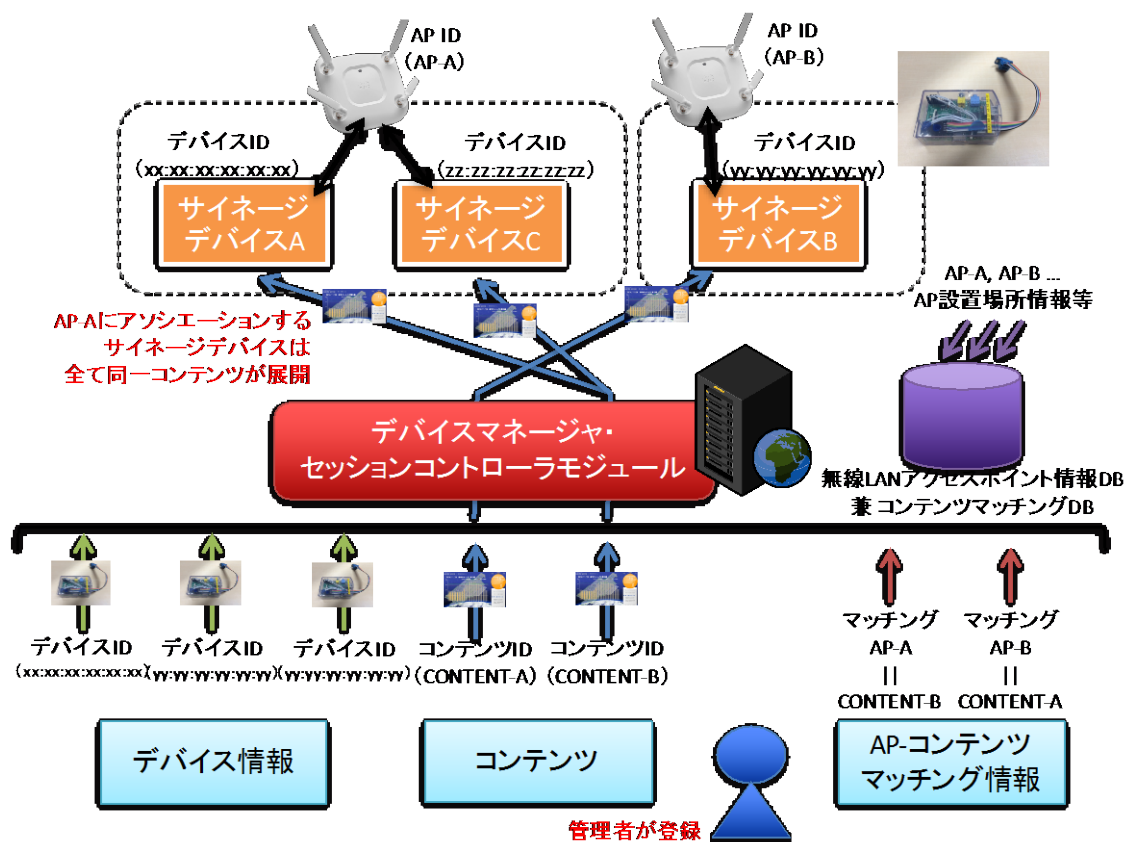 AP ID
（AP-A）
AP ID
（AP-B）
デバイスID
（xx:xx:xx:xx:xx:xx）
デバイスID
（zz:zz:zz:zz:zz:zz）
デバイスID
（yy:yy:yy:yy:yy:yy）
サイネージ
デバイスA
サイネージ
デバイスC
サイネージ
デバイスB
AP-A, AP-B ...
AP設置場所情報等
AP-Aにアソシエーションする
サイネージデバイスは
全て同一コンテンツが展開
デバイスマネージャ・
セッションコントローラモジュール
無線LANアクセスポイント情報DB
兼 コンテンツマッチングDB
デバイスID
（xx:xx:xx:xx:xx:xx）
デバイスID
（yy:yy:yy:yy:yy:yy）
デバイスID
（yy:yy:yy:yy:yy:yy）
コンテンツID
（CONTENT-A）
コンテンツID
（CONTENT-B）
マッチング
AP-A
||
CONTENT-B
マッチング
AP-B
||
CONTENT-A
デバイス情報
コンテンツ
AP-コンテンツ
マッチング情報
管理者が登録